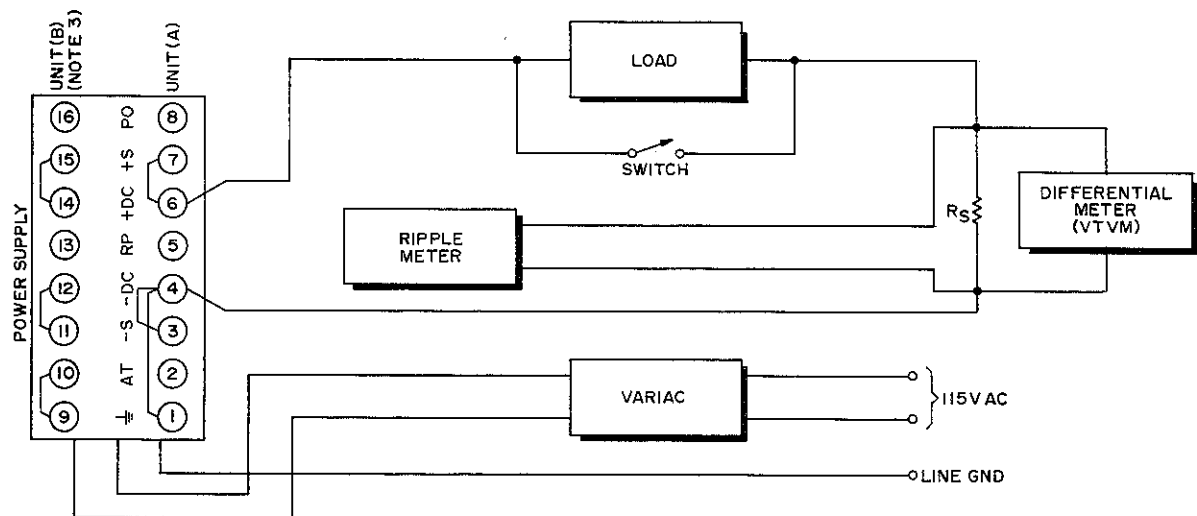 UNIT(B)
(NOTE 3)
UNIT(A)
POWER SUPPLY
16 PO 8
15 +S 7
14 +DC 6
13 RP 5
12 -DC 4
11 -S 3
10 AT 2
9 1
LOAD
SWITCH
RIPPLE
METER
RS
DIFFERENTIAL
METER
(VTVM)
VARIAC
115V AC
LINE GND